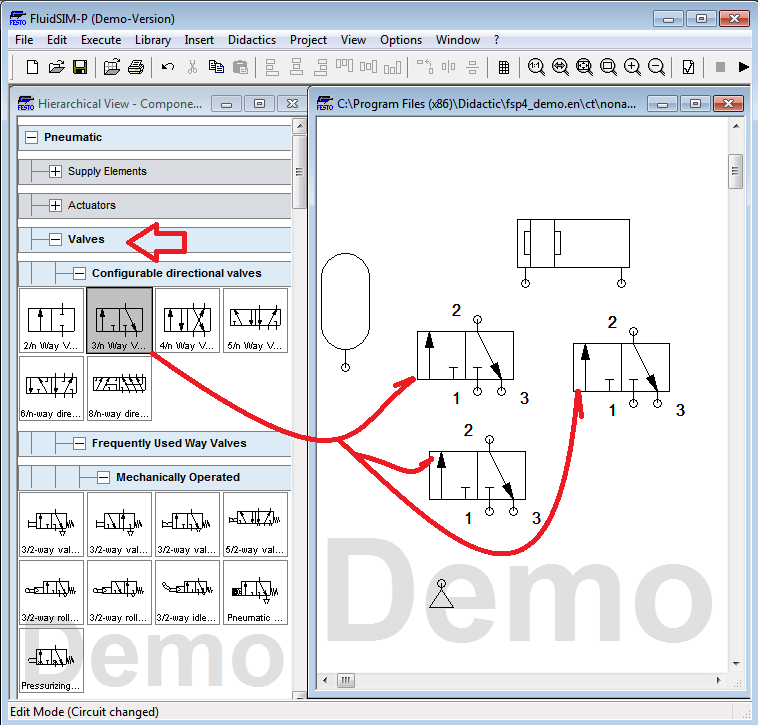 FluidSIM-P (Demo-Version)
FESTO
File Edit Execute Library Insert Didactics Project View Options Window ?
1:1
FESTO Hierarchical View - Compone...
FESTO C:\Program Files (x86)\Didactic\fsp4_demo.en\ct\nona...
Pneumatic
Supply Elements
Actuators
Valves
Configurable directional valves
2/n Way V... 3/n Way V... 4/n Way V... 5/n Way V...
6/n-way dire... 8/n-way dire...
Frequently Used Way Valves
Mechanically Operated
3/2-way val... 3/2-way val... 3/2-way val... 5/2-way val...
3/2-way roll... 3/2-way roll... 3/2-way idle... Pneumatic ...
Pressurizing...
Demo
2
1
3
2
1
3
2
1
3
Demo
Edit Mode (Circuit changed)